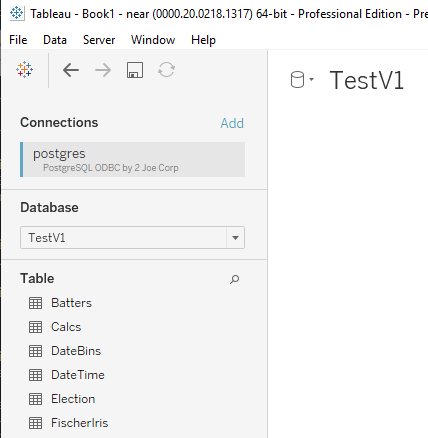 Tableau - Book1 - near (0000.20.0218.1317) 64-bit - Professional Edition - Pre
File Data Server Window Help
TestV1
Connections Add
postgres
PostgreSQL ODBC by 2 Joe Corp
Database
TestV1
Table
Batters
Calcs
DateBins
DateTime
Election
FischerIris